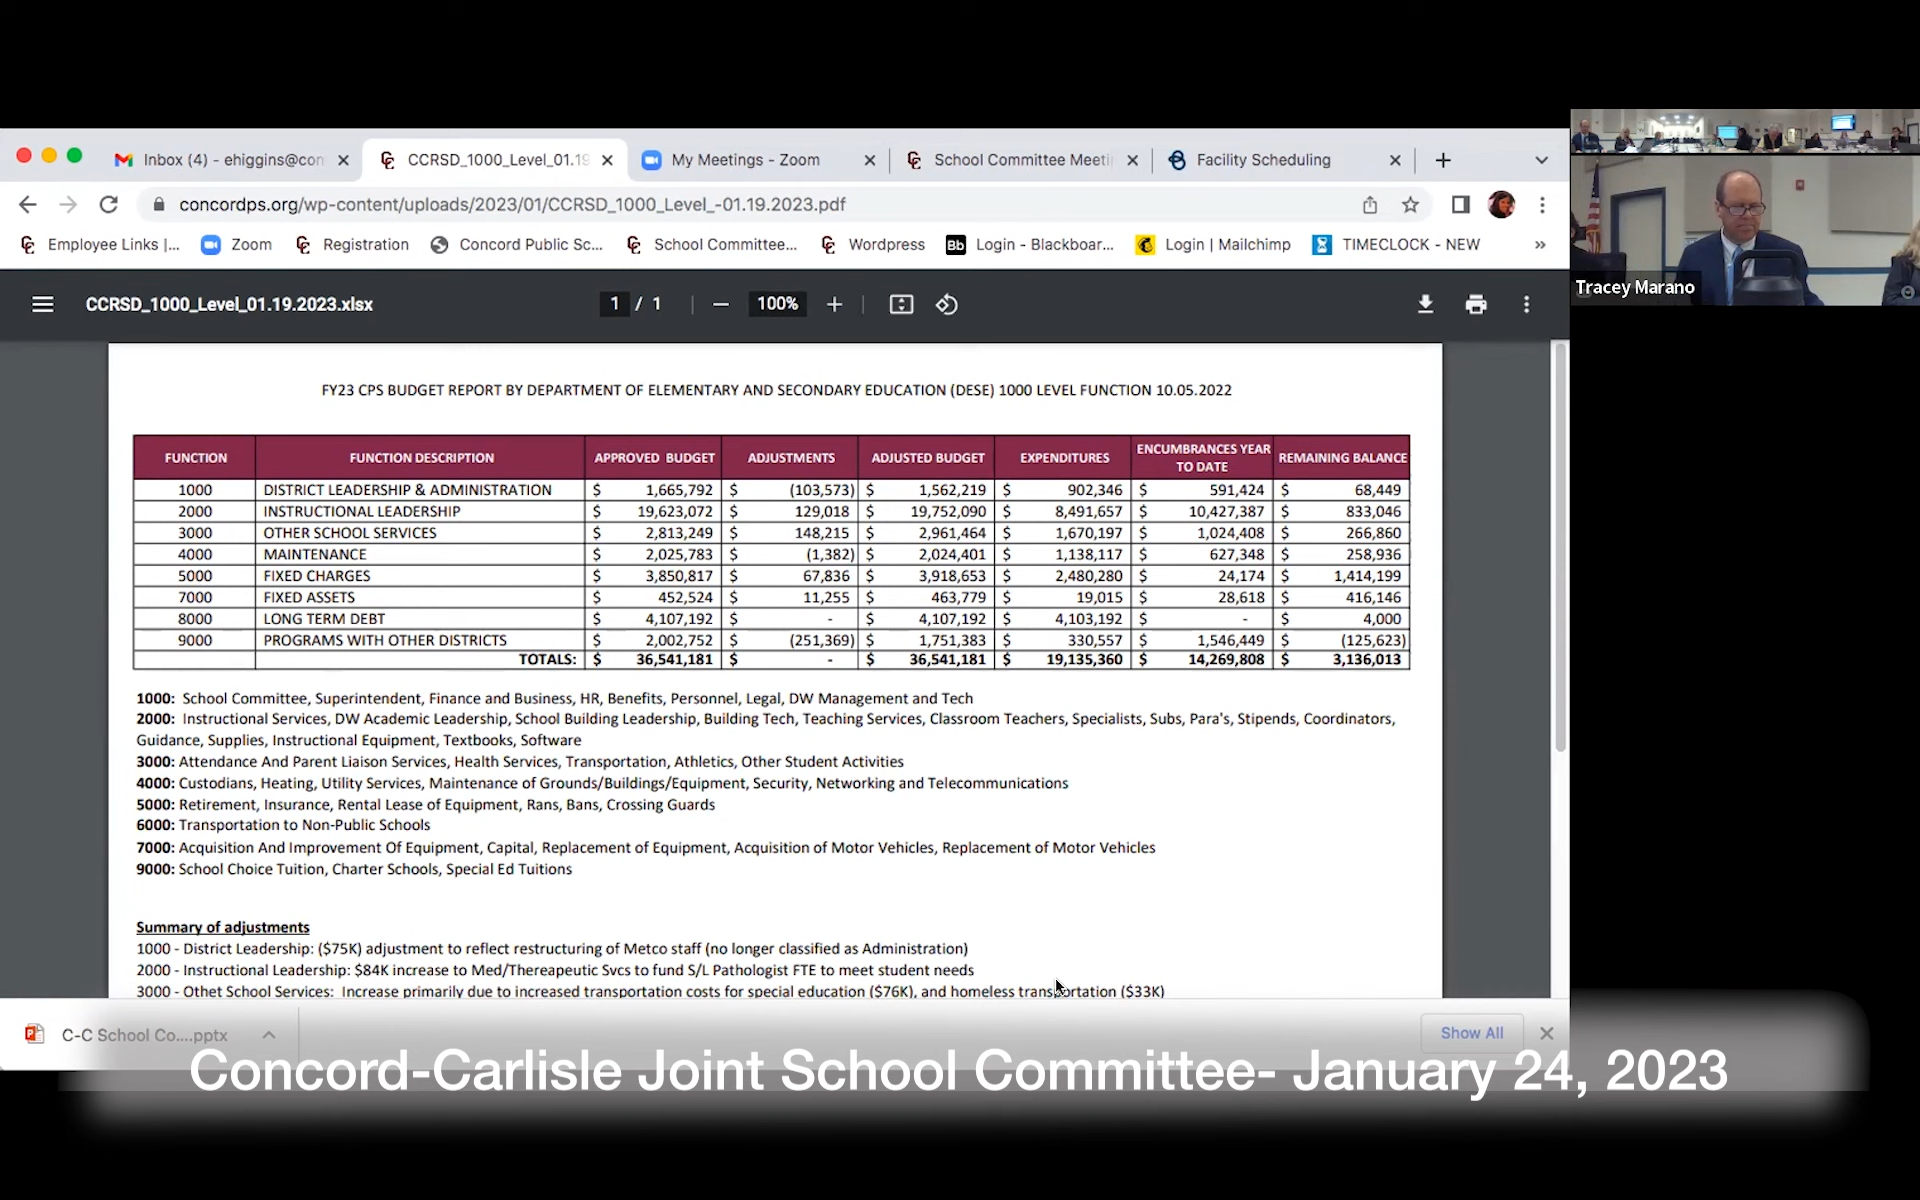 Inbox (4) - ehiggins@con
CCRSD_1000_Level_01.19
My Meetings - Zoom
School Committee Meeti
Facility Scheduling
concordps.org/wp-content/uploads/2023/01/CCRSD_1000_Level_-01.19.2023.pdf
Employee Links |... Zoom Registration Concord Public Sc... School Committee... Wordpress Bb Login - Blackboar... Login | Mailchimp TIMECLOCK - NEW »
Tracey Marano
CCRSD_1000_Level_01.19.2023.xlsx 1 / 1 — 100% +
FY23 CPS BUDGET REPORT BY DEPARTMENT OF ELEMENTARY AND SECONDARY EDUCATION (DESE) 1000 LEVEL FUNCTION 10.05.2022
FUNCTION FUNCTION DESCRIPTION APPROVED BUDGET ADJUSTMENTS ADJUSTED BUDGET EXPENDITURES ENCUMBRANCES YEAR TO DATE REMAINING BALANCE
1000 DISTRICT LEADERSHIP & ADMINISTRATION $ 1,665,792 $ (103,573) $ 1,562,219 $ 902,346 $ 591,424 $ 68,449
2000 INSTRUCTIONAL LEADERSHIP $ 19,623,072 $ 129,018 $ 19,752,090 $ 8,491,657 $ 10,427,387 $ 833,046
3000 OTHER SCHOOL SERVICES $ 2,813,249 $ 148,215 $ 2,961,464 $ 1,670,197 $ 1,024,408 $ 266,860
4000 MAINTENANCE $ 2,025,783 $ (1,382) $ 2,024,401 $ 1,138,117 $ 627,348 $ 258,936
5000 FIXED CHARGES $ 3,850,817 $ 67,836 $ 3,918,653 $ 2,480,280 $ 24,174 $ 1,414,199
7000 FIXED ASSETS $ 452,524 $ 11,255 $ 463,779 $ 19,015 $ 28,618 $ 416,146
8000 LONG TERM DEBT $ 4,107,192 $ - $ 4,107,192 $ 4,103,192 $ - $ 4,000
9000 PROGRAMS WITH OTHER DISTRICTS $ 2,002,752 $ (251,369) $ 1,751,383 $ 330,557 $ 1,546,449 $ (125,623)
TOTALS: $ 36,541,181 $ - $ 36,541,181 $ 19,135,360 $ 14,269,808 $ 3,136,013
1000: School Committee, Superintendent, Finance and Business, HR, Benefits, Personnel, Legal, DW Management and Tech
2000: Instructional Services, DW Academic Leadership, School Building Leadership, Building Tech, Teaching Services, Classroom Teachers, Specialists, Subs, Para's, Stipends, Coordinators,
Guidance, Supplies, Instructional Equipment, Textbooks, Software
3000: Attendance And Parent Liaison Services, Health Services, Transportation, Athletics, Other Student Activities
4000: Custodians, Heating, Utility Services, Maintenance of Grounds/Buildings/Equipment, Security, Networking and Telecommunications
5000: Retirement, Insurance, Rental Lease of Equipment, Rans, Bans, Crossing Guards
6000: Transportation to Non-Public Schools
7000: Acquisition And Improvement Of Equipment, Capital, Replacement of Equipment, Acquisition of Motor Vehicles, Replacement of Motor Vehicles
9000: School Choice Tuition, Charter Schools, Special Ed Tuitions
Summary of adjustments
1000 - District Leadership: ($75K) adjustment to reflect restructuring of Metco staff (no longer classified as Administration)
2000 - Instructional Leadership: $84K increase to Med/Thereapeutic Svcs to fund S/L Pathologist FTE to meet student needs
3000 - Othet School Services: Increase primarily due to increased transportation costs for special education ($76K), and homeless transportation ($33K)
C-C School Co....pptx
Show All
Concord-Carlisle Joint School Committee- January 24, 2023